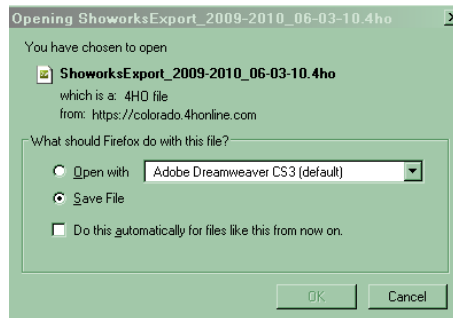 Opening ShoworksExport_2009-2010_06-03-10.4ho
You have chosen to open
ShoworksExport_2009-2010_06-03-10.4ho
which is a: 4HO file
from: https://colorado.4honline.com
What should Firefox do with this file?
Open with Adobe Dreamweaver CS3 (default)
Save File
Do this automatically for files like this from now on.
OK Cancel